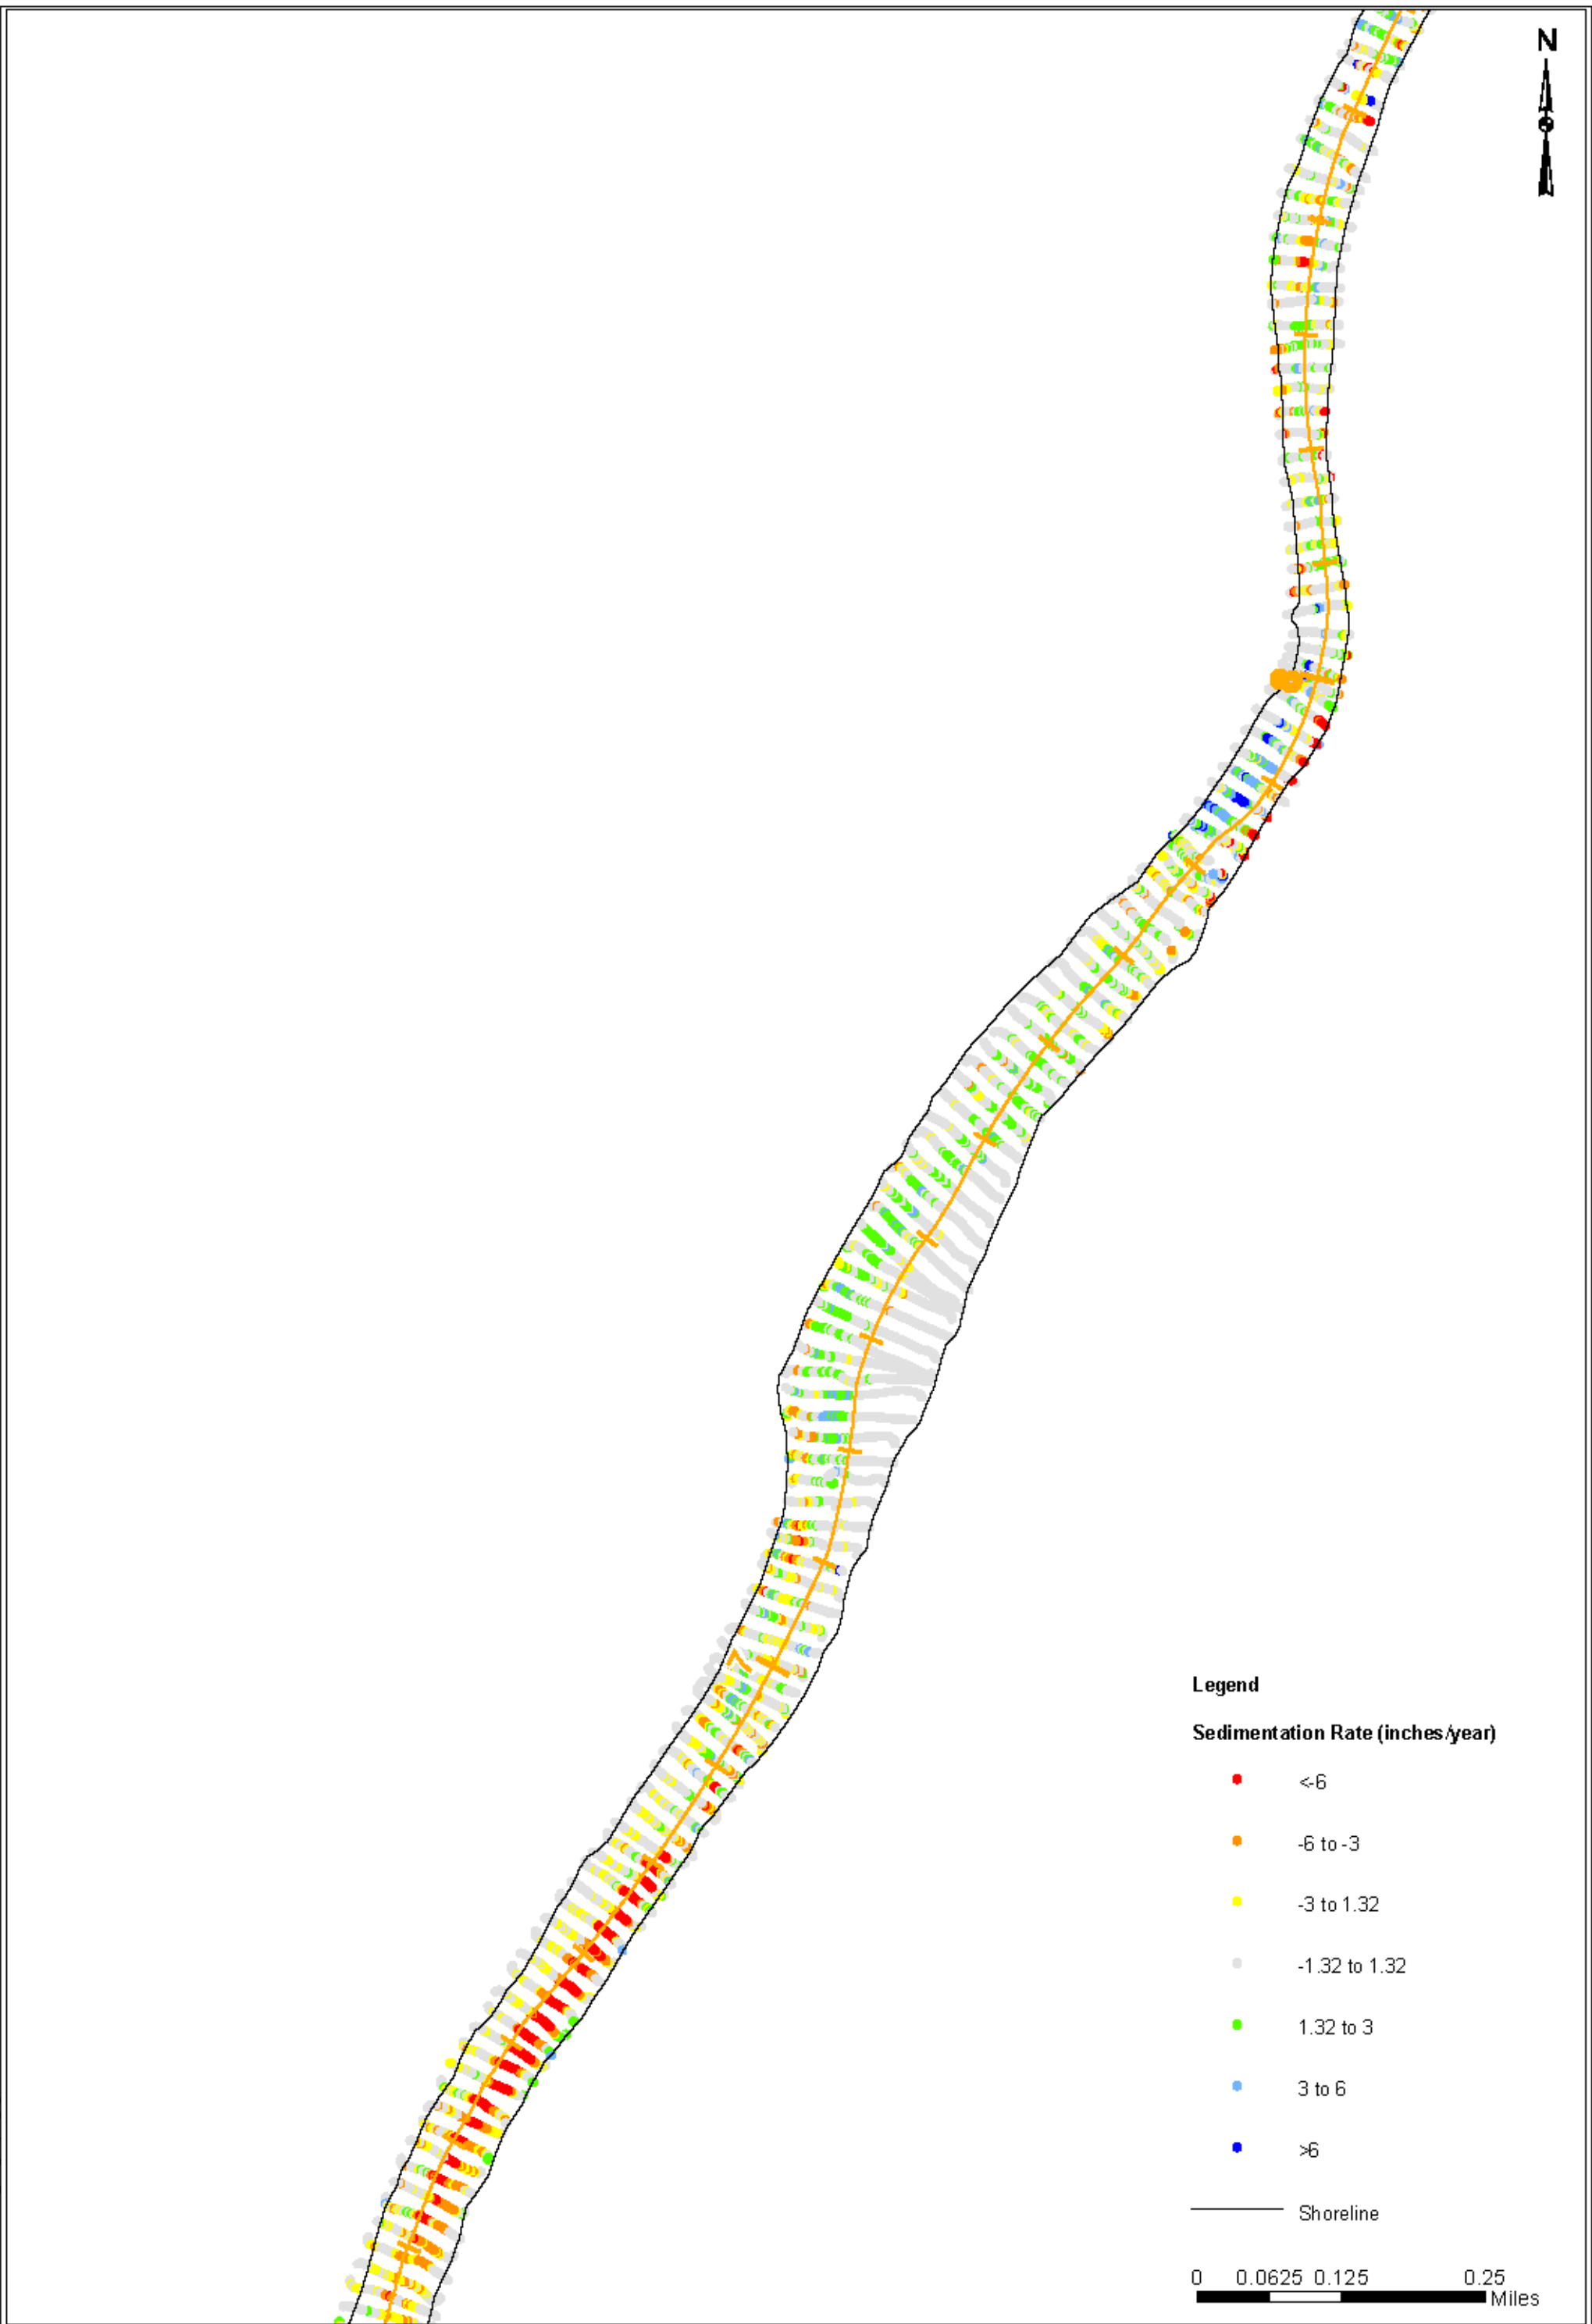 N
7
Legend
Sedimentation Rate (inches/year)
<-6
-6 to -3
-3 to 1.32
-1.32 to 1.32
1.32 to 3
3 to 6
>6
Shoreline
0 0.0625 0.125 0.25
Miles